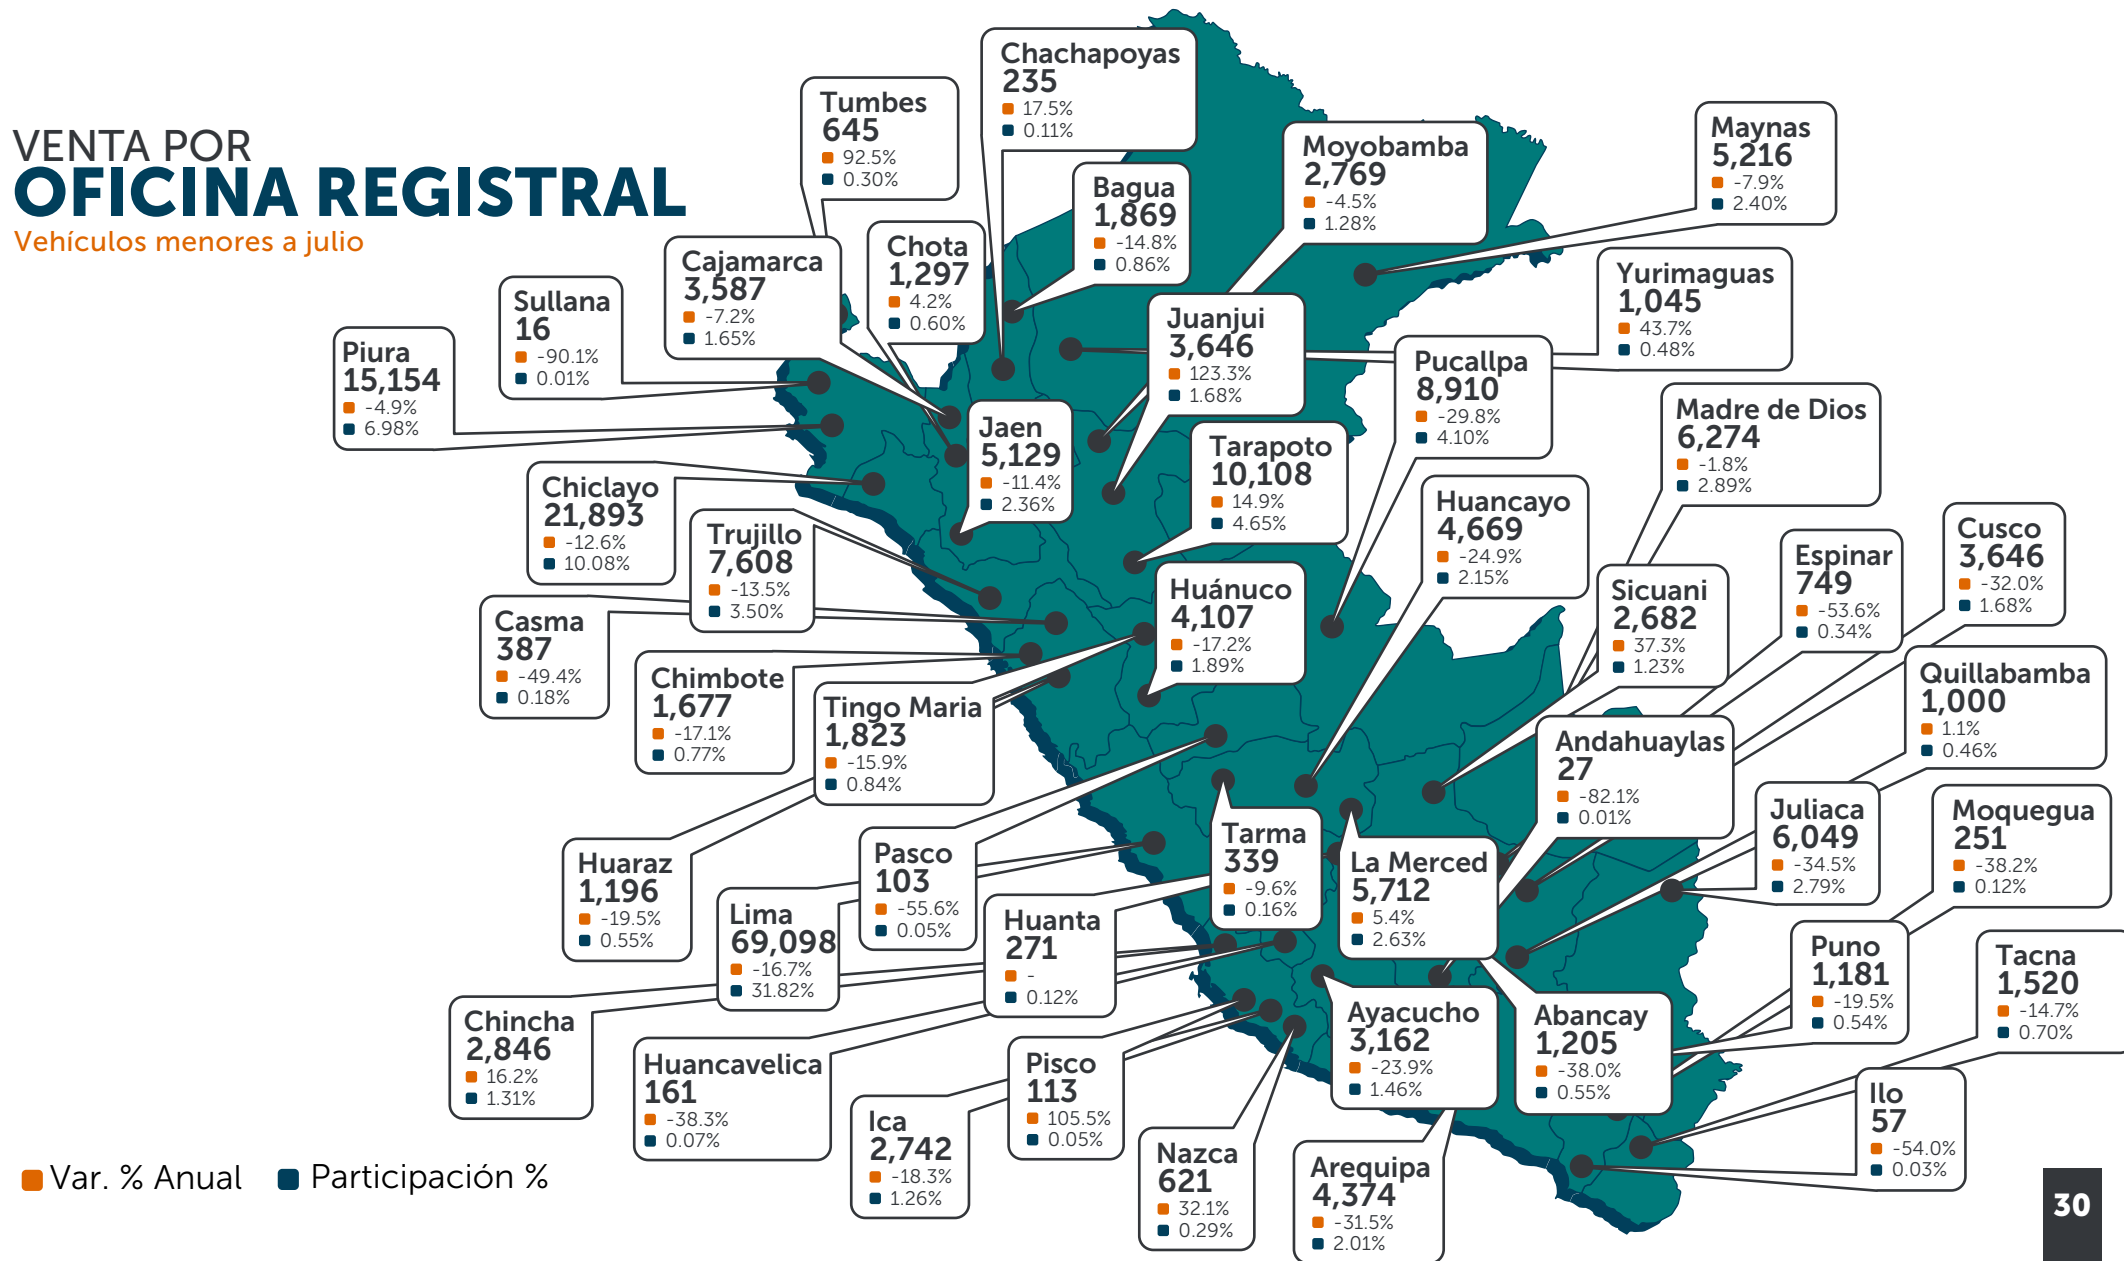 VENTA POR
OFICINA REGISTRAL
Vehículos menores a julio
Chachapoyas
235
17.5%
0.11%
Tumbes
645
92.5%
0.30%
Moyobamba
2,769
-4.5%
1.28%
Maynas
5,216
-7.9%
2.40%
Bagua
1,869
-14.8%
0.86%
Chota
1,297
4.2%
0.60%
Cajamarca
3,587
-7.2%
1.65%
Sullana
16
-90.1%
0.01%
Piura
15,154
-4.9%
6.98%
Yurimaguas
1,045
43.7%
0.48%
Juanjui
3,646
123.3%
1.68%
Pucallpa
8,910
-29.8%
4.10%
Madre de Dios
6,274
-1.8%
2.89%
Jaen
5,129
-11.4%
2.36%
Tarapoto
10,108
14.9%
4.65%
Chiclayo
21,893
-12.6%
10.08%
Huancayo
4,669
-24.9%
2.15%
Trujillo
7,608
-13.5%
3.50%
Cusco
3,646
-32.0%
1.68%
Espinar
749
-53.6%
0.34%
Huánuco
4,107
-17.2%
1.89%
Sicuani
2,682
37.3%
1.23%
Casma
387
-49.4%
0.18%
Chimbote
1,677
-17.1%
0.77%
Quillabamba
1,000
1.1%
0.46%
Tingo Maria
1,823
-15.9%
0.84%
Andahuaylas
27
-82.1%
0.01%
Juliaca
6,049
-34.5%
2.79%
Moquegua
251
-38.2%
0.12%
Tarma
339
-9.6%
0.16%
La Merced
5,712
5.4%
2.63%
Huaraz
1,196
-19.5%
0.55%
Pasco
103
-55.6%
0.05%
Lima
69,098
-16.7%
31.82%
Huanta
271
-
0.12%
Puno
1,181
-19.5%
0.54%
Tacna
1,520
-14.7%
0.70%
Chincha
2,846
16.2%
1.31%
Ayacucho
3,162
-23.9%
1.46%
Abancay
1,205
-38.0%
0.55%
Huancavelica
161
-38.3%
0.07%
Pisco
113
105.5%
0.05%
Ilo
57
-54.0%
0.03%
Ica
2,742
-18.3%
1.26%
Nazca
621
32.1%
0.29%
Arequipa
4,374
-31.5%
2.01%
Var. % Anual Participación %
30